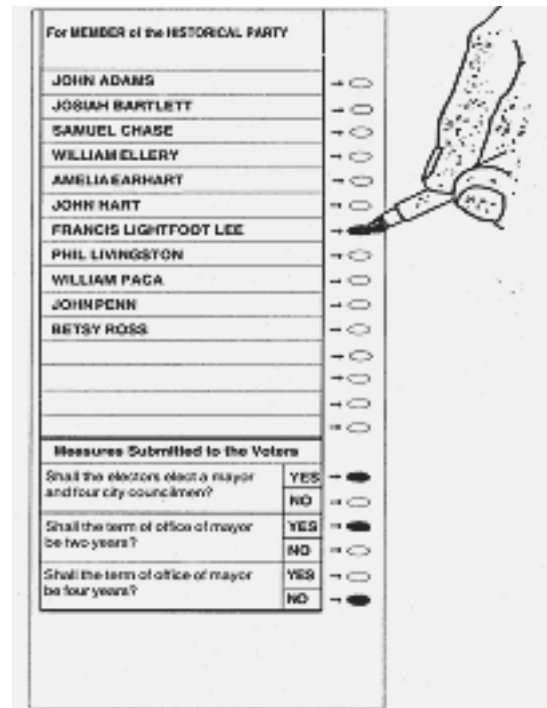 For MEMBER of the HISTORICAL PARTY
JOHN ADAMS
JOSIAH BARTLETT
SAMUEL CHASE
WILLIAM ELLERY
AMELIA EARHART
JOHN HART
FRANCIS LIGHTFOOT LEE
PHIL LIVINGSTON
WILLIAM PACA
JOHN PENN
BETSY ROSS
Measures Submitted to the Voters
Shall the electors elect a mayor
and four city councilmen?
YES
NO
Shall the term of office of mayor
be two years?
YES
NO
Shall the term of office of mayor
be four years?
YES
NO